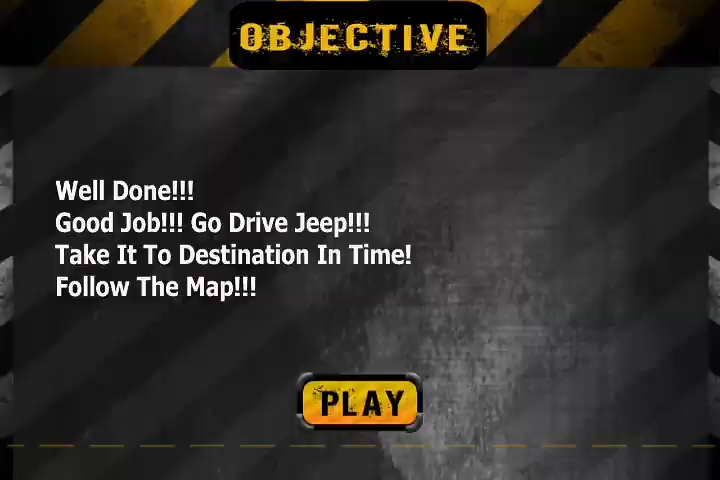 OBJECTIVE
Well Done!!!
Good Job!!! Go Drive Jeep!!!
Take It To Destination In Time!
Follow The Map!!!
PLAY